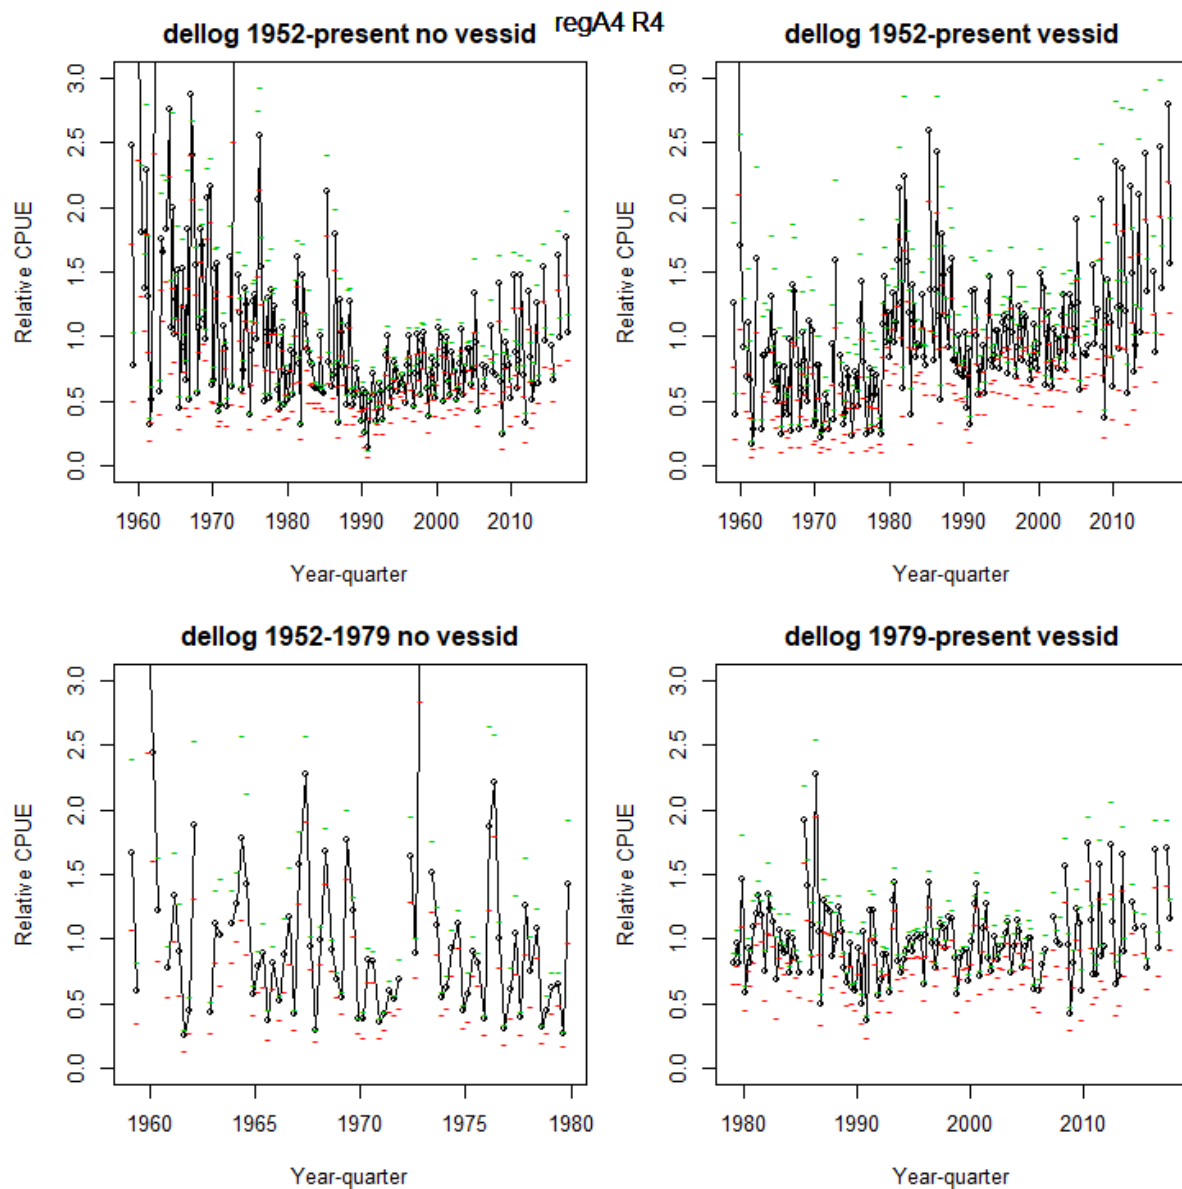 regA4 R4
dellog 1952-present no vessid
Relative CPUE
3.0
2.5
2.0
1.5
1.0
0.5
0.0
1960 1970 1980 1990 2000 2010
Year-quarter
dellog 1952-present vessid
Relative CPUE
3.0
2.5
2.0
1.5
1.0
0.5
0.0
1960 1970 1980 1990 2000 2010
Year-quarter
dellog 1952-1979 no vessid
Relative CPUE
3.0
2.5
2.0
1.5
1.0
0.5
0.0
1960 1965 1970 1975 1980
Year-quarter
dellog 1979-present vessid
Relative CPUE
3.0
2.5
2.0
1.5
1.0
0.5
0.0
1980 1990 2000 2010
Year-quarter